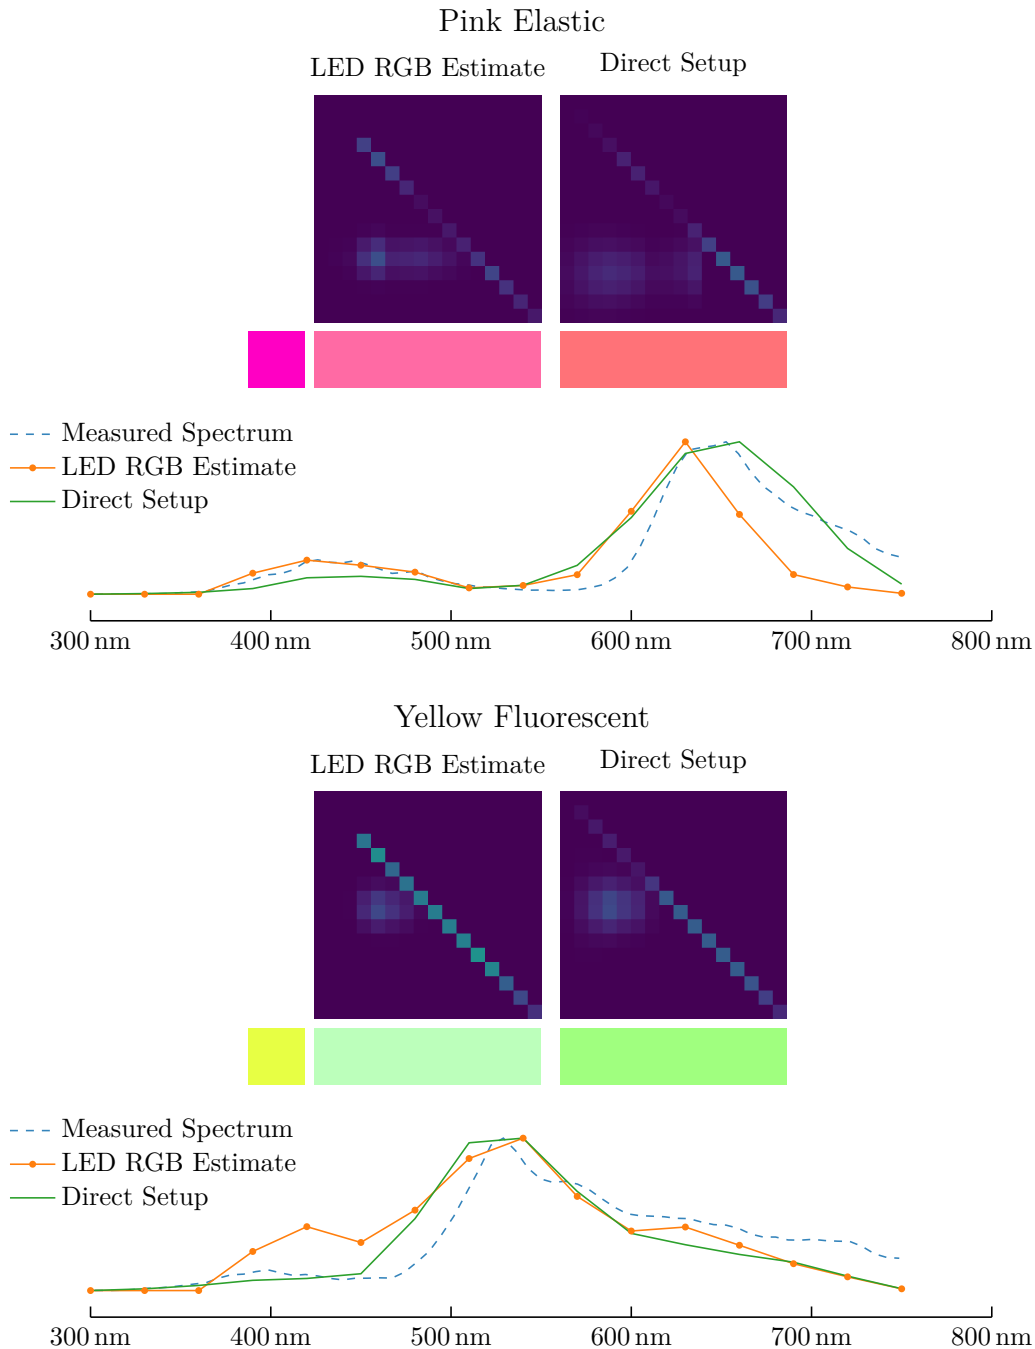 Pink Elastic
LED RGB Estimate
Direct Setup
Measured Spectrum
LED RGB Estimate
Direct Setup
300 nm 400 nm 500 nm 600 nm 700 nm 800 nm
Yellow Fluorescent
LED RGB Estimate
Direct Setup
Measured Spectrum
LED RGB Estimate
Direct Setup
300 nm 400 nm 500 nm 600 nm 700 nm 800 nm